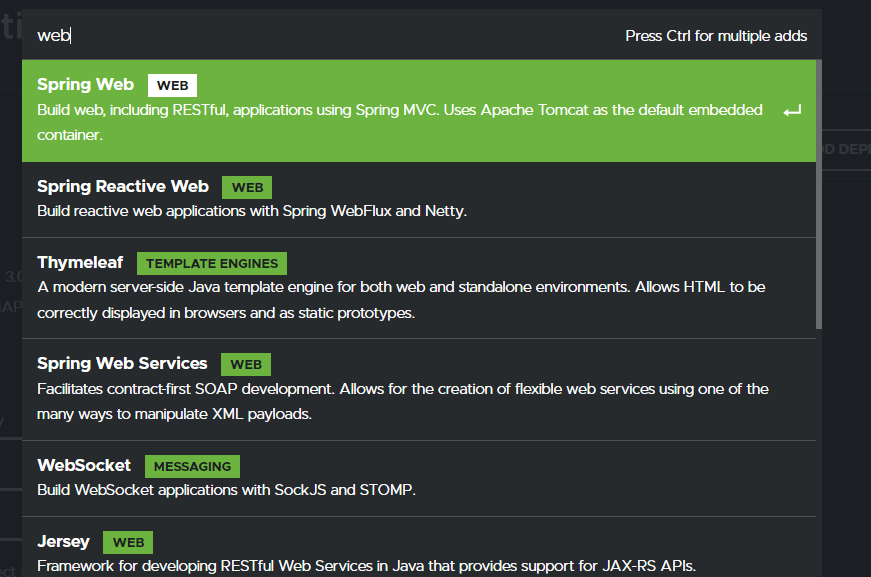 web
Press Ctrl for multiple adds
Spring Web WEB
Build web, including RESTful, applications using Spring MVC. Uses Apache Tomcat as the default embedded
container.
Spring Reactive Web WEB
Build reactive web applications with Spring WebFlux and Netty.
Thymeleaf TEMPLATE ENGINES
A modern server-side Java template engine for both web and standalone environments. Allows HTML to be
correctly displayed in browsers and as static prototypes.
Spring Web Services WEB
Facilitates contract-first SOAP development. Allows for the creation of flexible web services using one of the
many ways to manipulate XML payloads.
WebSocket MESSAGING
Build WebSocket applications with SockJS and STOMP.
Jersey WEB
Framework for developing RESTful Web Services in Java that provides support for JAX-RS APIs.